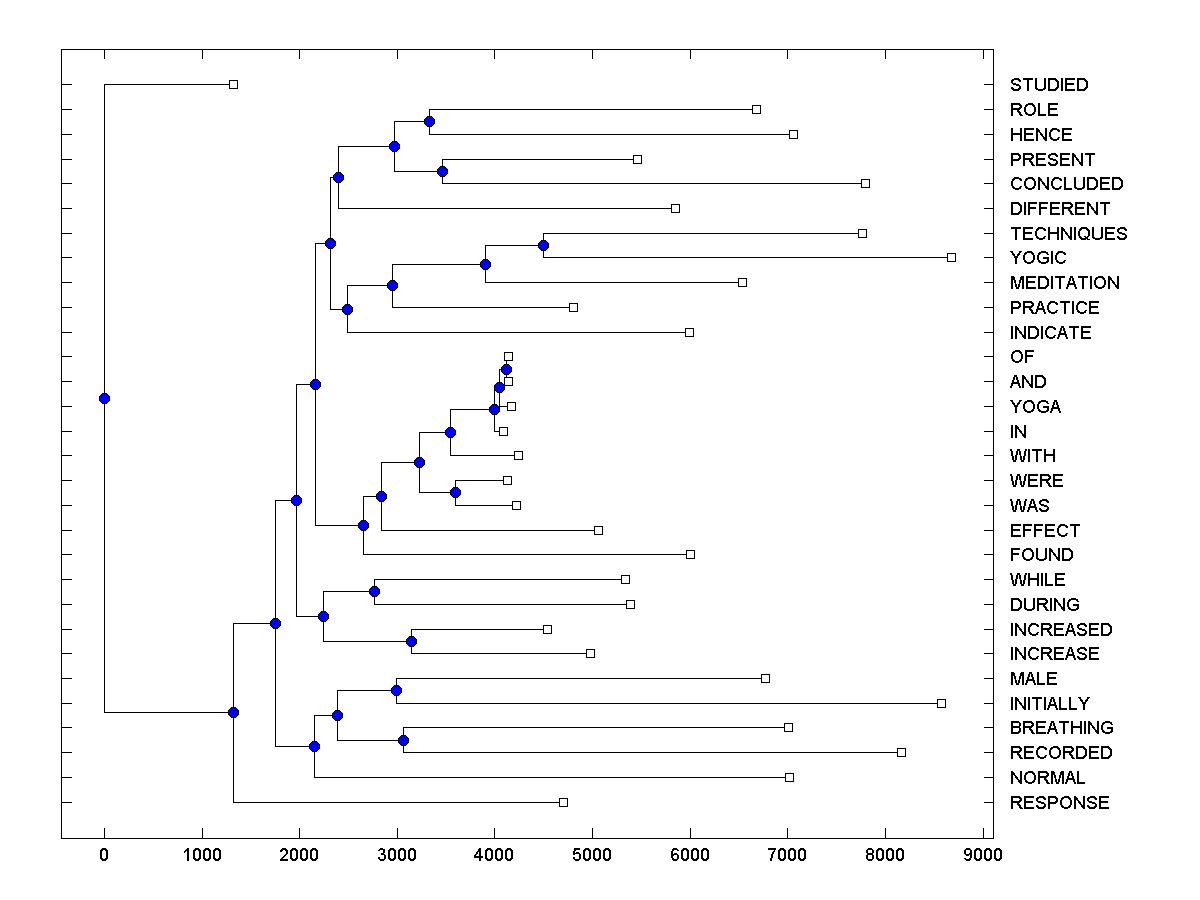 STUDIED
ROLE
HENCE
PRESENT
CONCLUDED
DIFFERENT
TECHNIQUES
YOGIC
MEDITATION
PRACTICE
INDICATE
OF
AND
YOGA
IN
WITH
WERE
WAS
EFFECT
FOUND
WHILE
DURING
INCREASED
INCREASE
MALE
INITIALLY
BREATHING
RECORDED
NORMAL
RESPONSE
0 1000 2000 3000 4000 5000 6000 7000 8000 9000